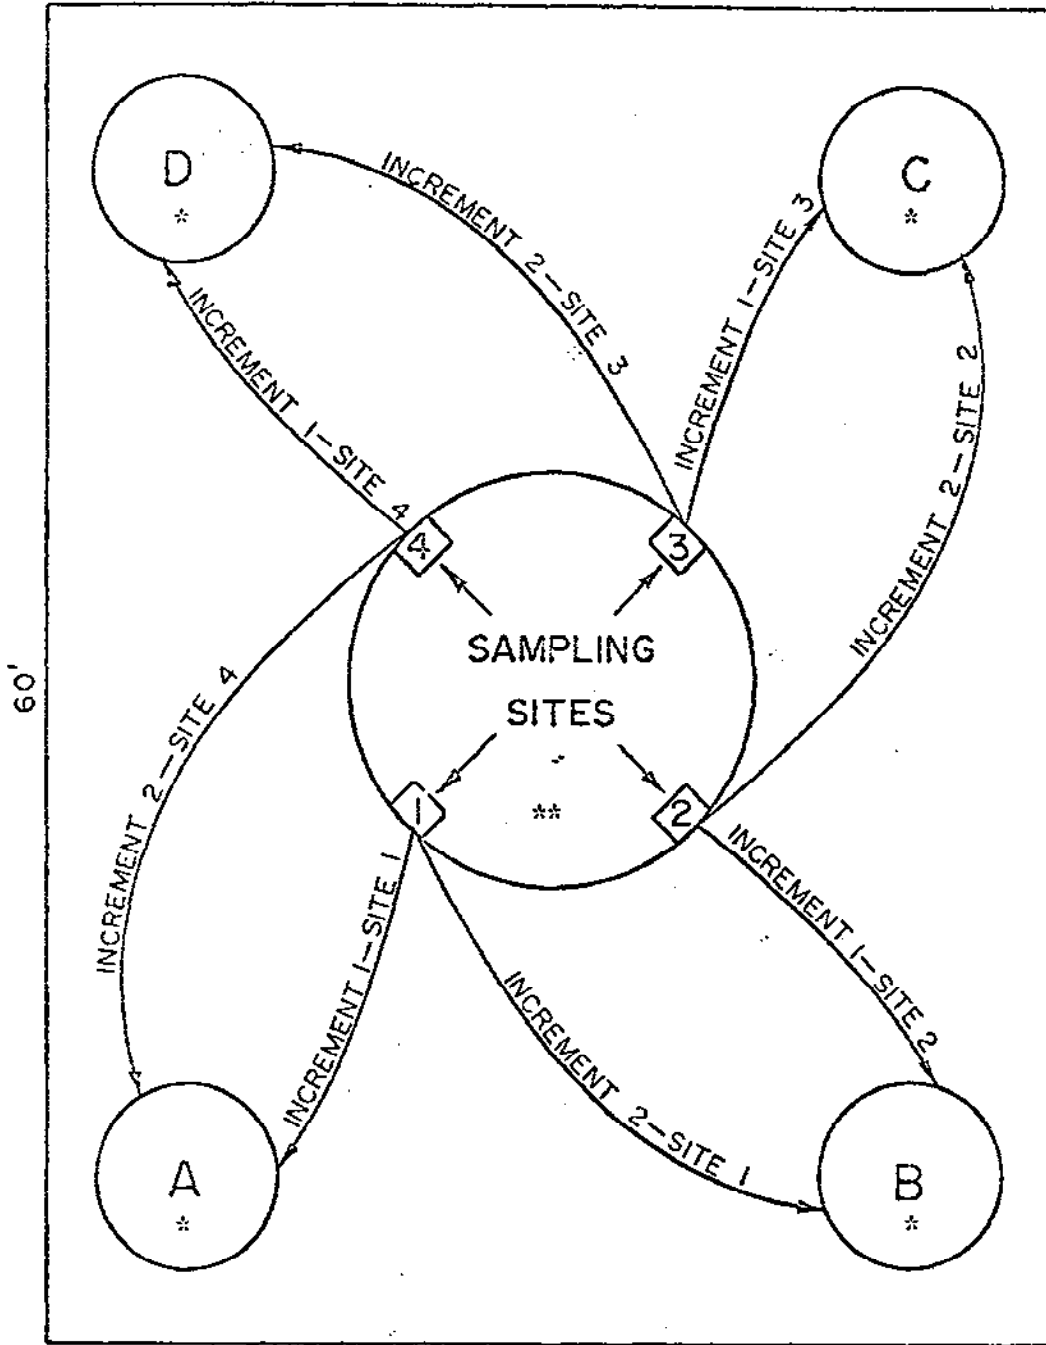 D
*
C
*
INCREMENT 2—SITE 3
INCREMENT 1—SITE 3
INCREMENT 1—SITE 4
INCREMENT 2—SITE 2
4
3
SAMPLING
SITES
60'
INCREMENT 2—SITE 4
1
**
2
INCREMENT 1—SITE 1
INCREMENT 1—SITE 2
INCREMENT 2—SITE 1
A
*
B
*